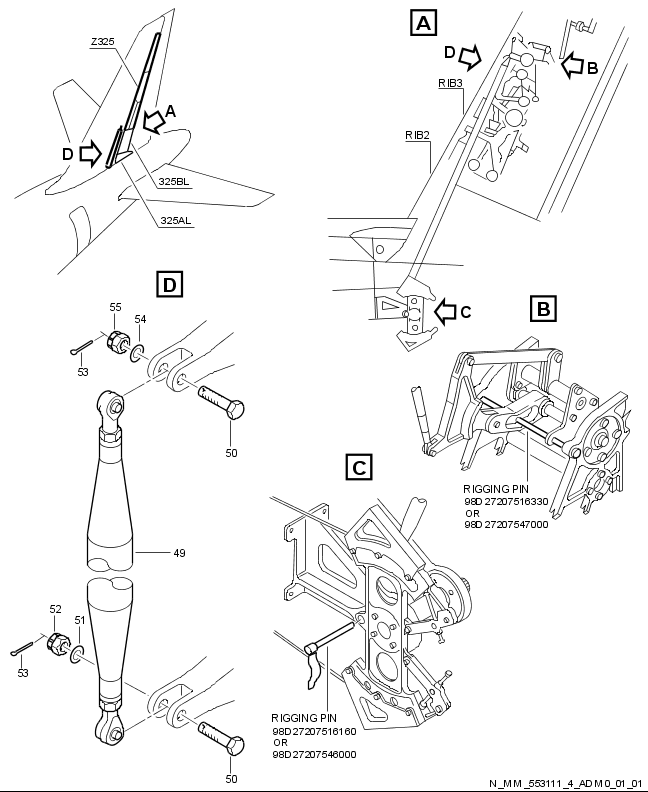 Z325
A
D
325BL
325AL
A
D
B
RIB3
RIB2
C
D
55
54
53
50
49
52
51
53
50
B
RIGGING PIN
98D27207516330
OR
98D27207547000
C
RIGGING PIN
98D27207516160
OR
98D27207546000
N_MM_553111_4_ADM0_01_01